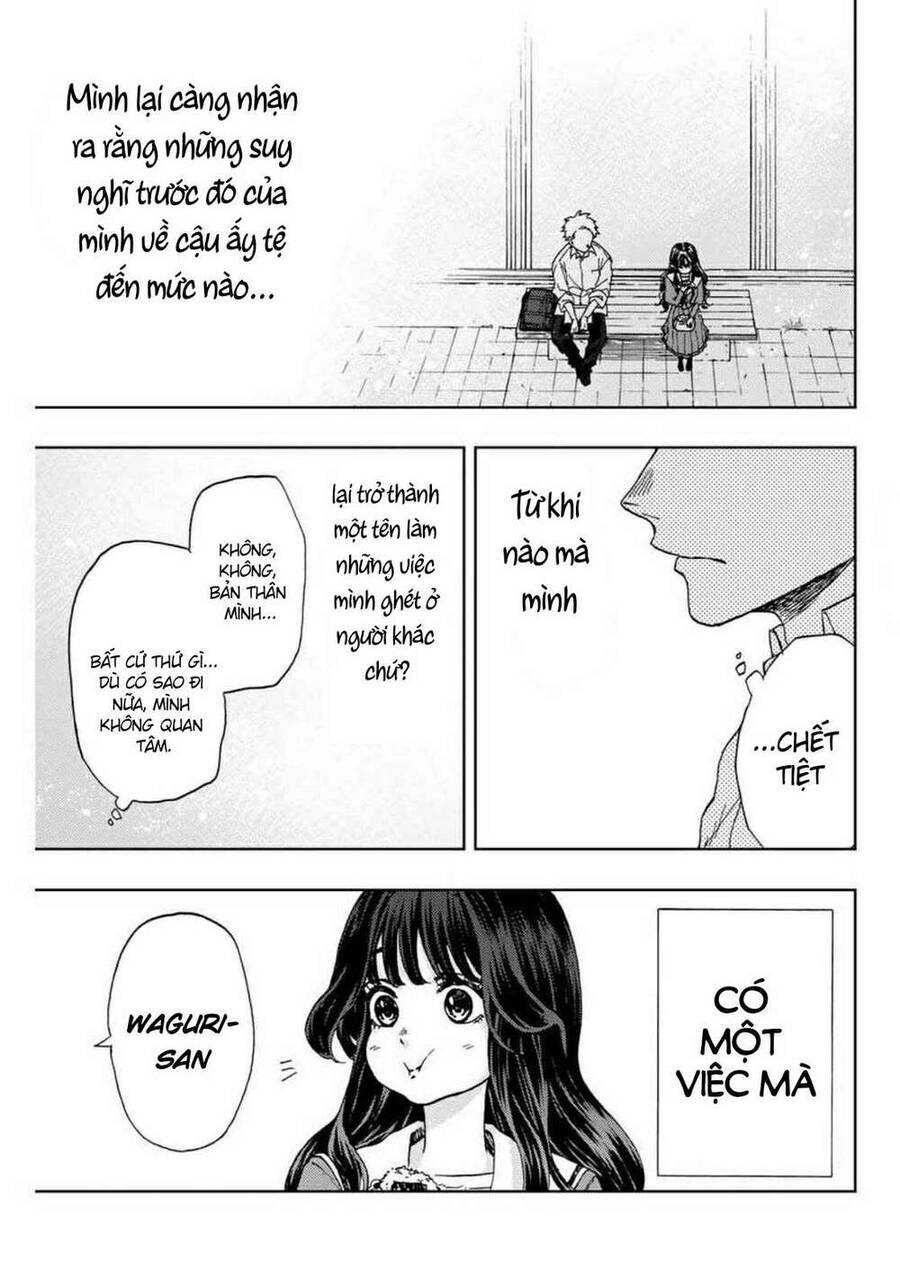 Mình lại càng nhận
ra rằng những suy
nghĩ trước đó của
mình về cậu ấy tệ
đến mức nào...
Từ khi
nào mà
mình
...CHẾT
TIỆT
lại trở thành
một tên làm
những việc
mình ghét ở
người khác
chứ?
KHÔNG,
KHÔNG,
BẢN THÂN
MÌNH...
BẤT CỨ THỨ GÌ...
DÙ CÓ SAO ĐI
NỮA, MÌNH
KHÔNG QUAN
TÂM.
CÓ
MỘT
VIỆC MÀ
WAGURI-
SAN